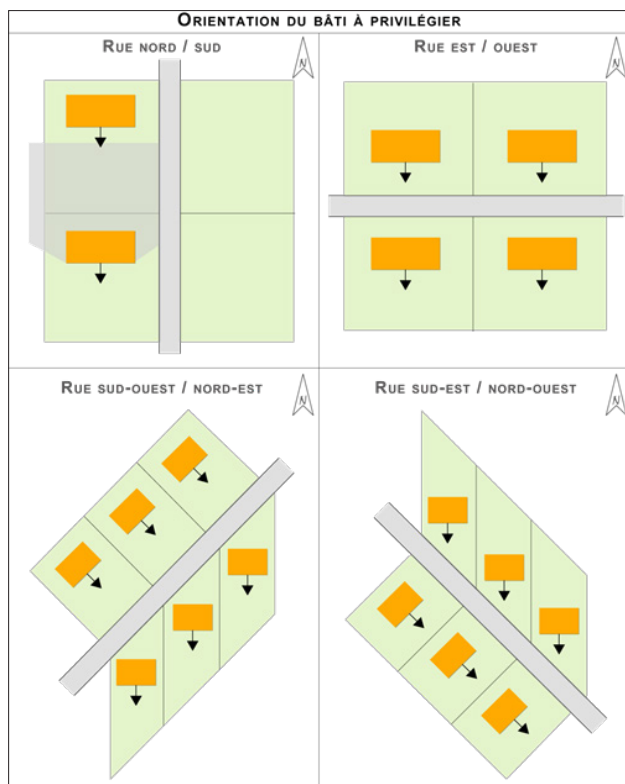 Orientation du bâti à privilégier
Rue nord / sud
N
Rue est / ouest
N
Rue sud-ouest / nord-est
N
Rue sud-est / nord-ouest
N